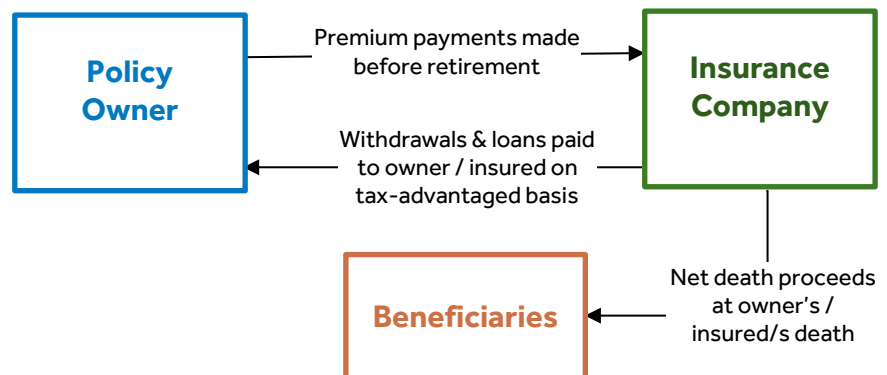 Policy
Owner
Premium payments made
before retirement
Insurance
Company
Withdrawals & loans paid
to owner / insured on
tax-advantaged basis
Beneficiaries
Net death proceeds
at owner's /
insured/s death